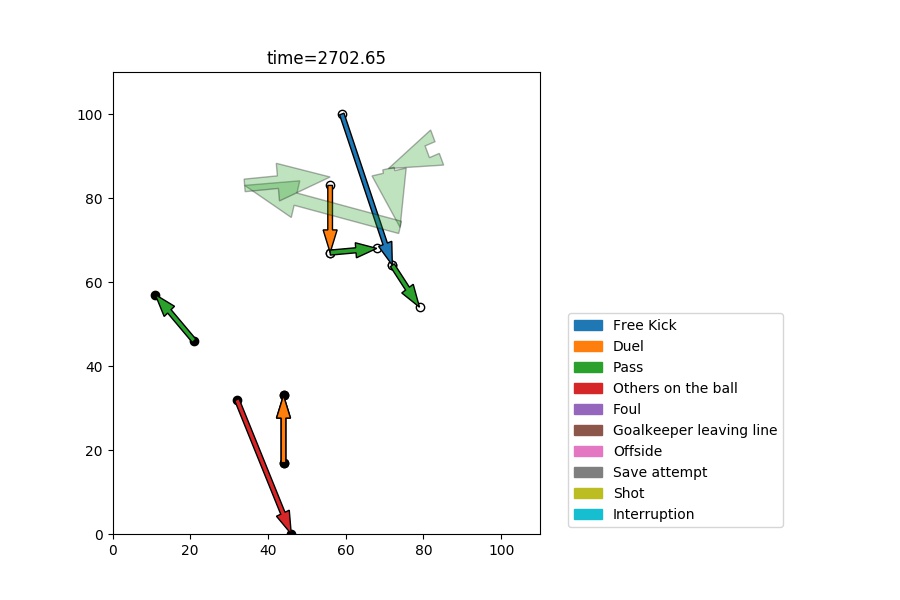 time=2702.65
100
80
60
40
20
0
0 20 40 60 80 100
Free Kick
Duel
Pass
Others on the ball
Foul
Goalkeeper leaving line
Offside
Save attempt
Shot
Interruption